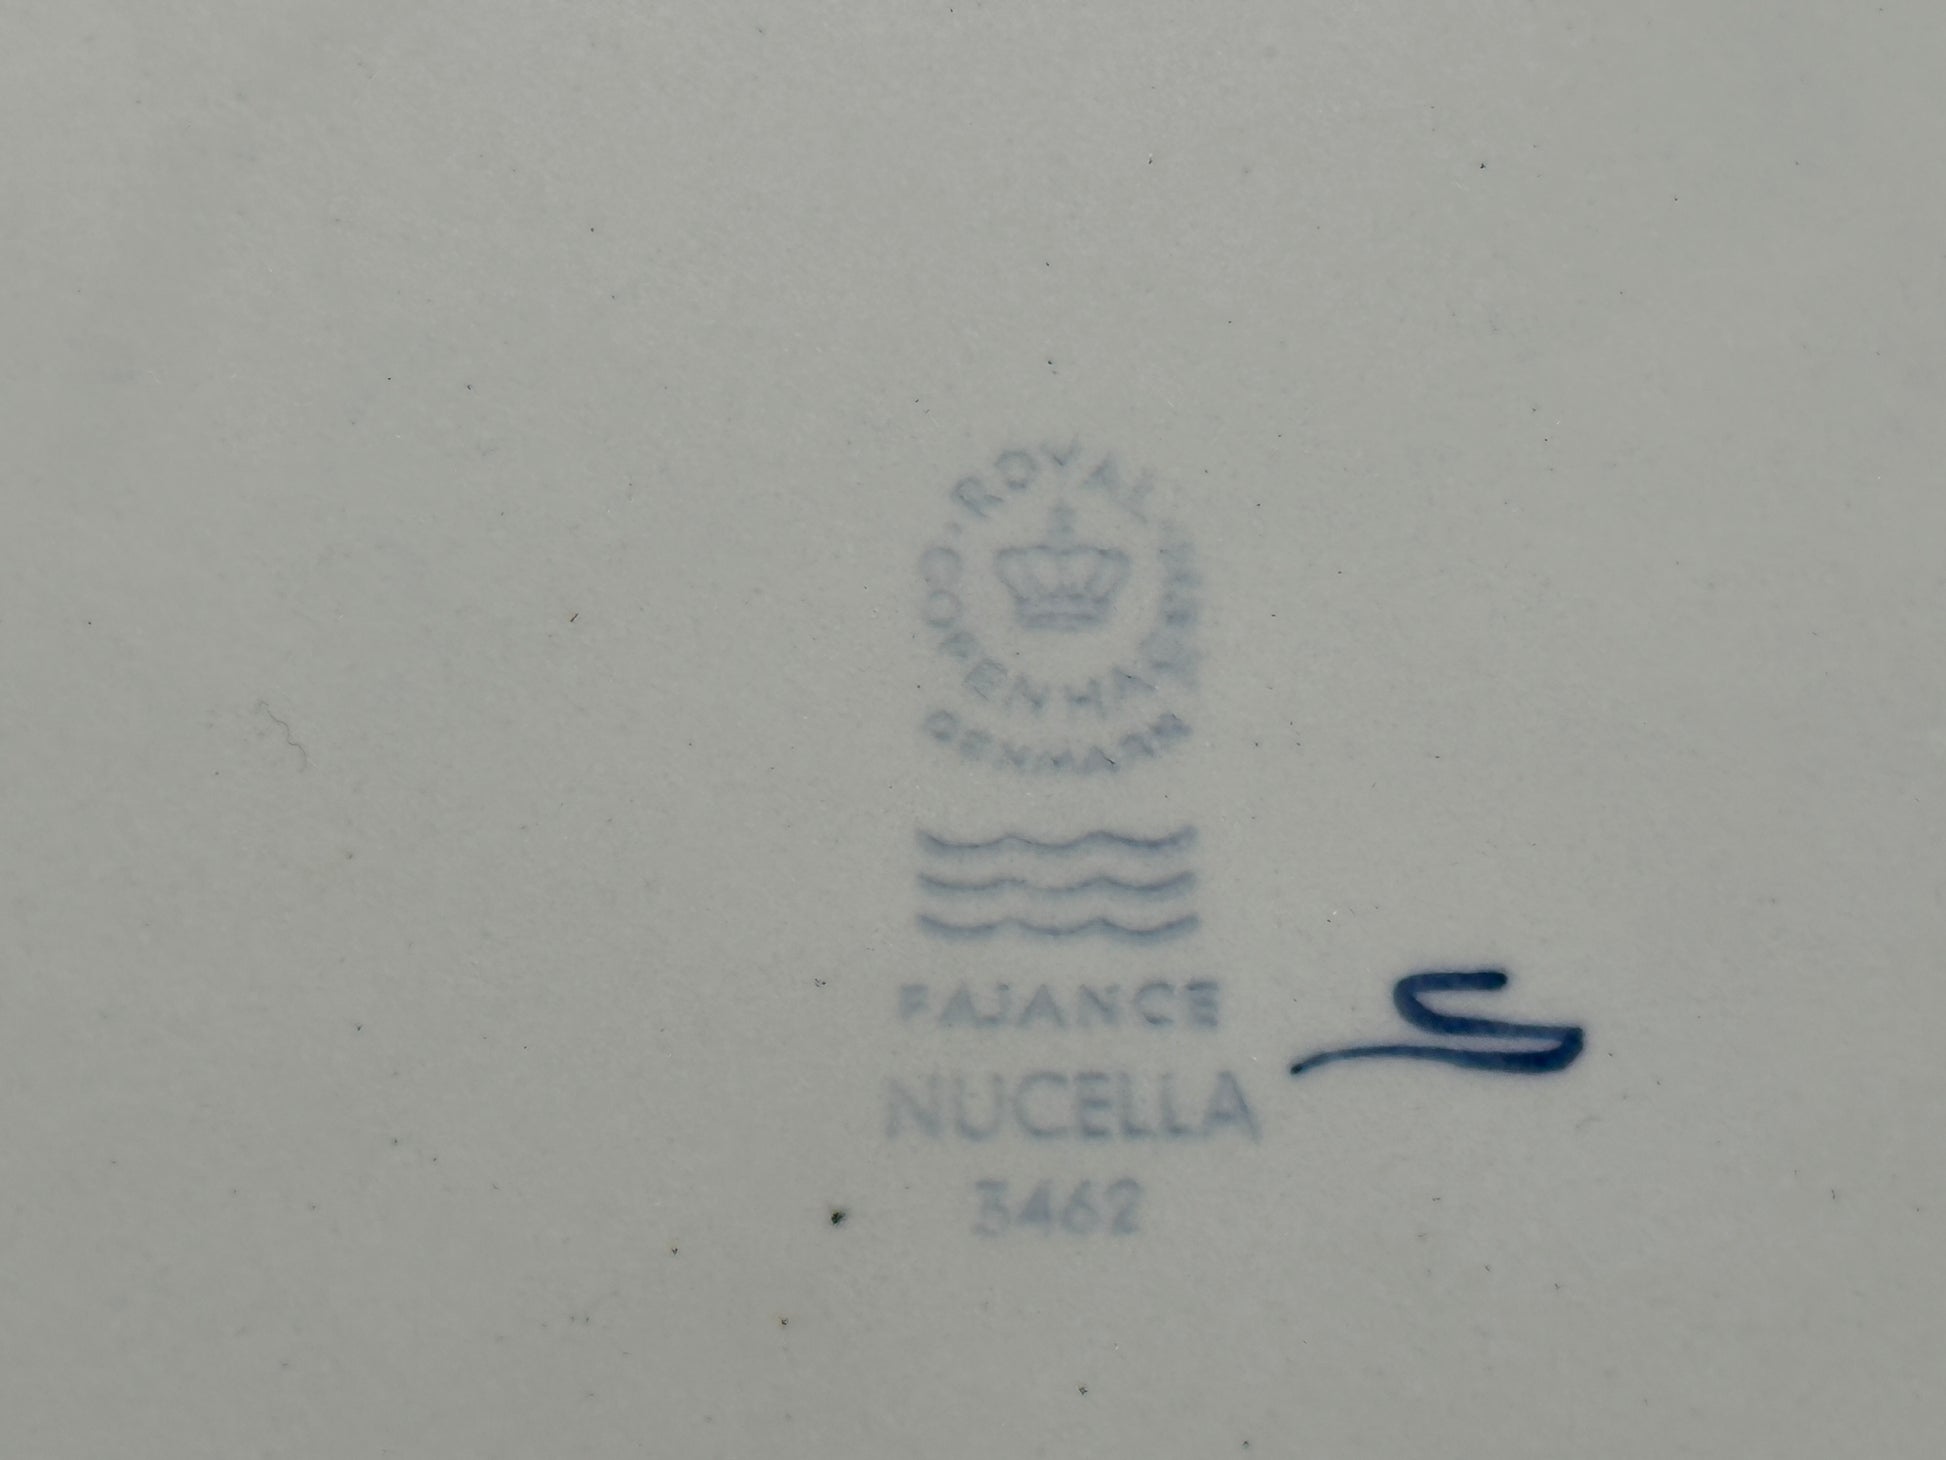 ROYAL
COPENHAGEN
DENMARK
FAJANCE
NUCELLA
3462